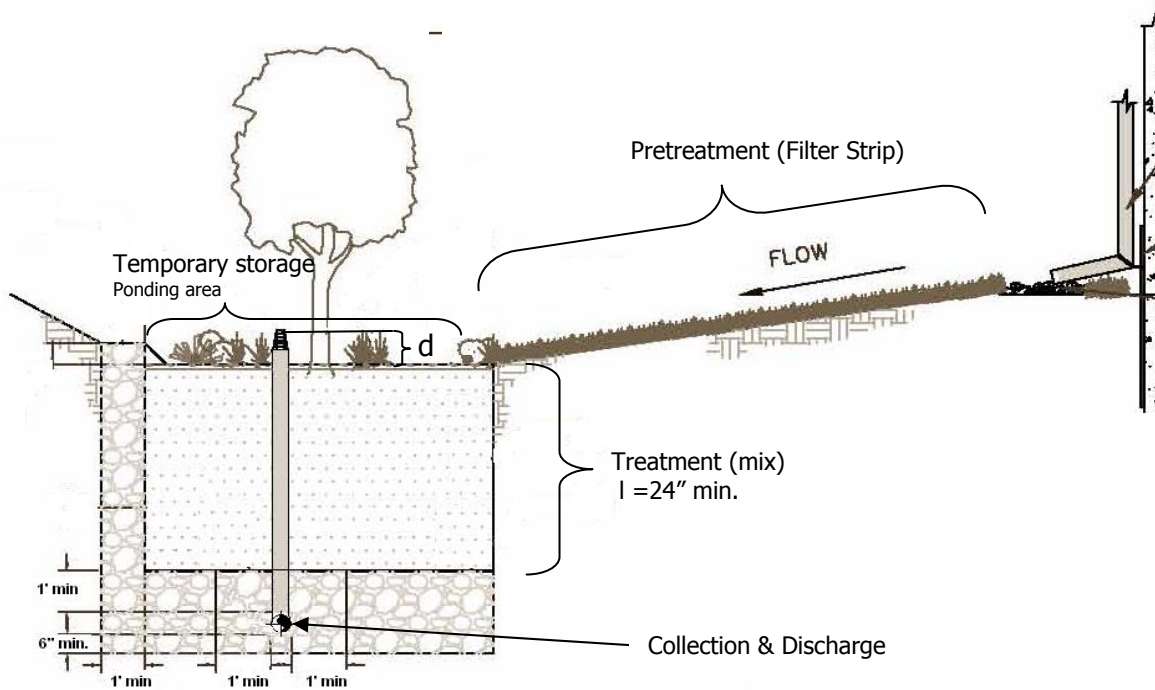 Pretreatment (Filter Strip)
FLOW
Temporary storage
Ponding area
d
Treatment (mix)
l =24” min.
1' min
6" min.
Collection & Discharge
1' min
1' min
1' min